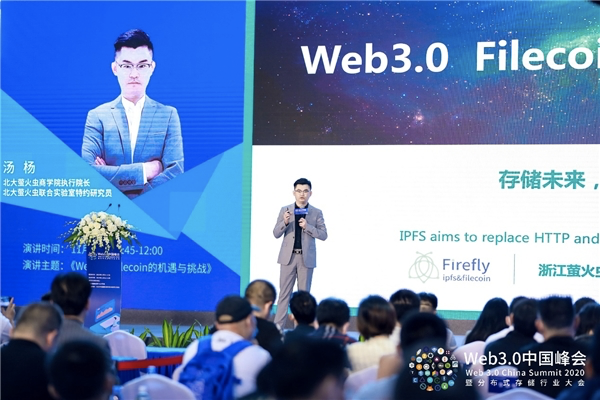 Web3.0 Filecoi
存储未来，
IPFS aims to replace HTTP and
Firefly
ipfs&filecoin
浙江萤火虫
汤 杨
北大萤火虫商学院执行院长
北大萤火虫联合实验室特约研究员
演讲时间： 11月 45-12:00
演讲主题：《We ecoin的机遇与挑战》
Web3.0中国峰会
Web 3.0 China Summit 2020
暨分布式存储行业大会